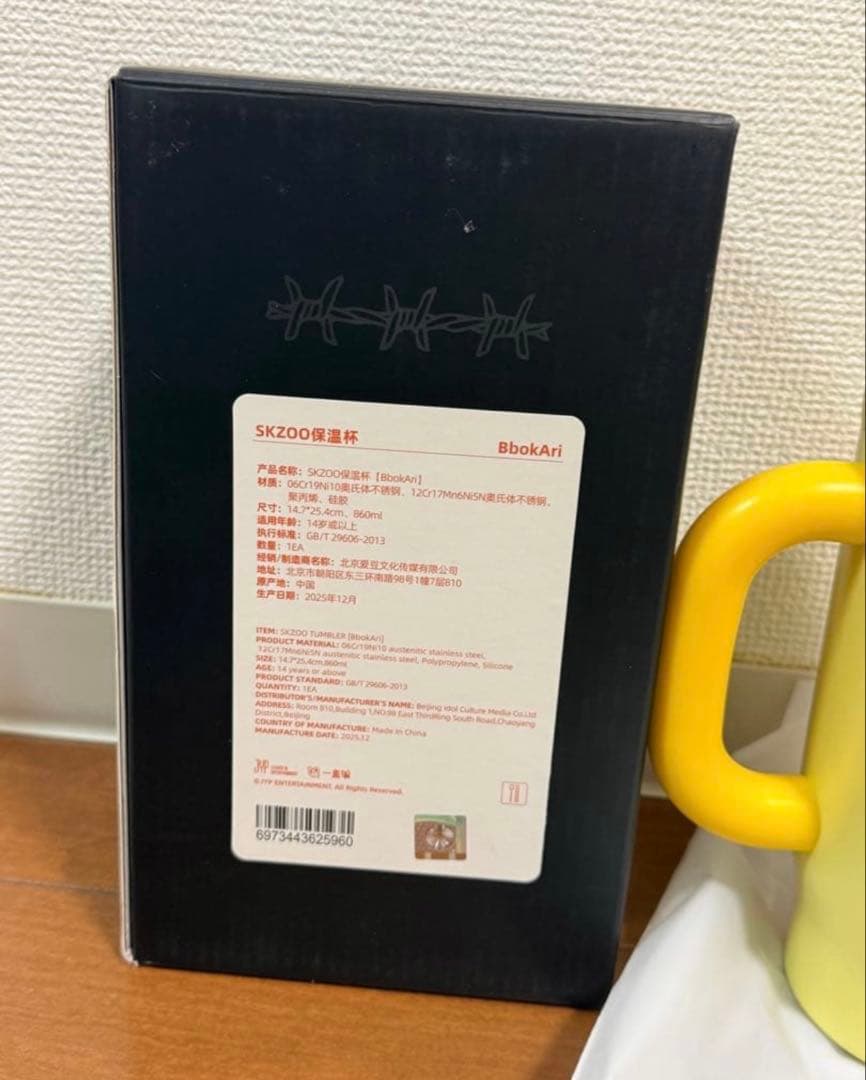 SKZOO保温杯
BbokAri
产品名称：SKZOO保温杯【BbokAri】
材质：06Cr19Ni10奥氏体不锈钢、12Cr17Mn6Ni5N奥氏体不锈钢、
聚丙烯、硅胶
尺寸：14.7*25.4cm、860ml
适用年龄：14岁或以上
执行标准：GB/T 29606-2013
数量：1EA
经销/制造商名称：北京爱豆文化传媒有限公司
地址：北京市朝阳区东三环南路98号1幢7层810
原产地：中国
生产日期：2025年12月
ITEM: SKZOO TUMBLER [BbokAri]
PRODUCT MATERIAL: 06Cr19Ni10 austenitic stainless steel,
12Cr17Mn6Ni5N austenitic stainless steel, Polypropylene, Silicone
SIZE: 14.7*25.4cm,860ml
AGE: 14 years or above
PRODUCT STANDARD: GB/T 29606-2013
QUANTITY: 1EA
DISTRIBUTOR'S/MANUFACTURER'S NAME: Beijing Idol Culture Media Co.Ltd
ADDRESS: Room 810,Building 1,NO.98 East ThirdRing South Road,Chaoyang
District,Beijing
COUNTRY OF MANUFACTURE: Made In China
MANUFACTURE DATE: 2025.12
JYP
©JYP ENTERTAINMENT. All Rights Reserved.
6973443625960